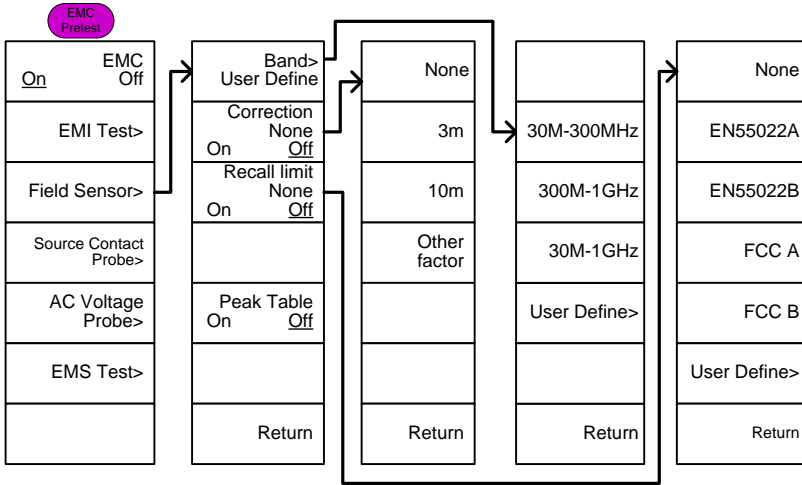 EMC
Pretest
EMC
On Off
EMI Test>
Field Sensor>
Source Contact
Probe>
AC Voltage
Probe>
EMS Test>
Band>
User Define
Correction
None
On Off
Recall limit
None
On Off
Peak Table
On Off
Return
None
3m
10m
Other
factor
Return
30M-300MHz
300M-1GHz
30M-1GHz
User Define>
Return
None
EN55022A
EN55022B
FCC A
FCC B
User Define>
Return